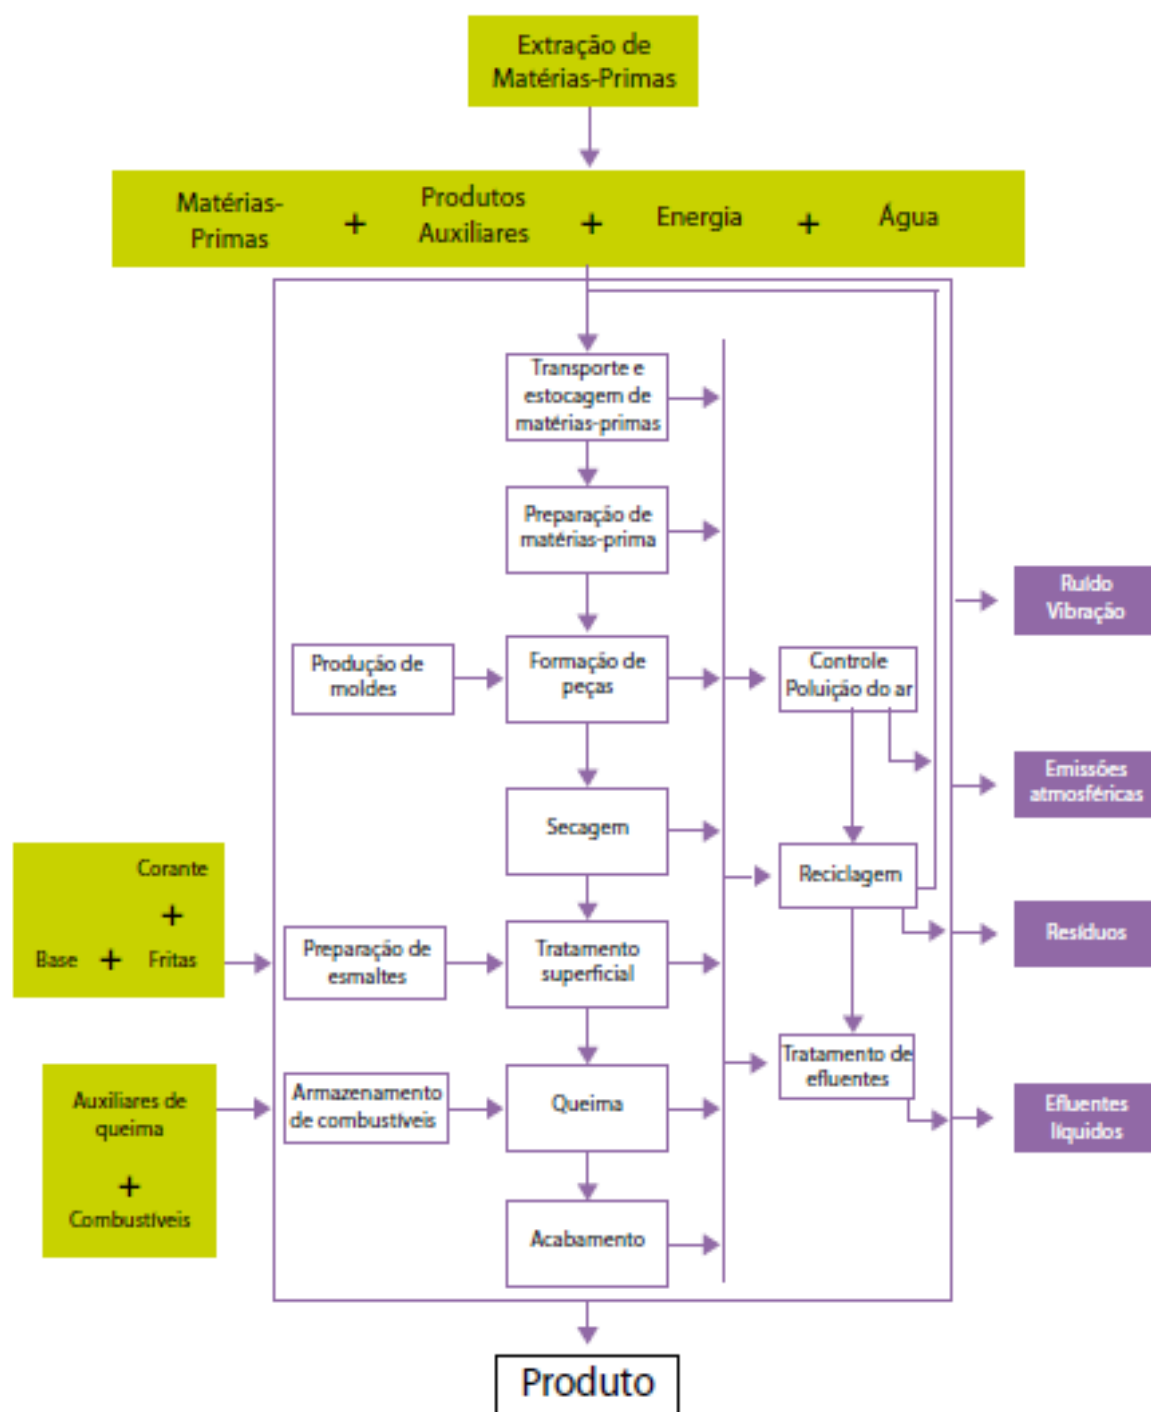 Extração de
Matérias-Primas
Matérias-
Primas
+
Produtos
Auxiliares
+
Energia
+
Água
Transporte e
estocagem de
matérias-primas
Preparação de
matérias-prima
Ruído
Vibração
Produção de
moldes
Formação de
peças
Controle
Poluição do ar
Emissões
atmosféricas
Secagem
Reciclagem
Corante
+
Base + Fritas
Preparação de
esmaltes
Tratamento
superficial
Resíduos
Tratamento de
efluentes
Auxiliares de
queima
+
Combustíveis
Armazenamento
de combustíveis
Queima
Efluentes
líquidos
Acabamento
Produto